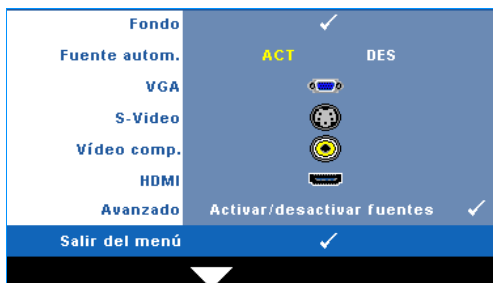 Fondo
Fuente autom. ACT DES
VGA
S-Video
Vídeo comp.
HDMI
Avanzado Activar/desactivar fuentes
Salir del menú